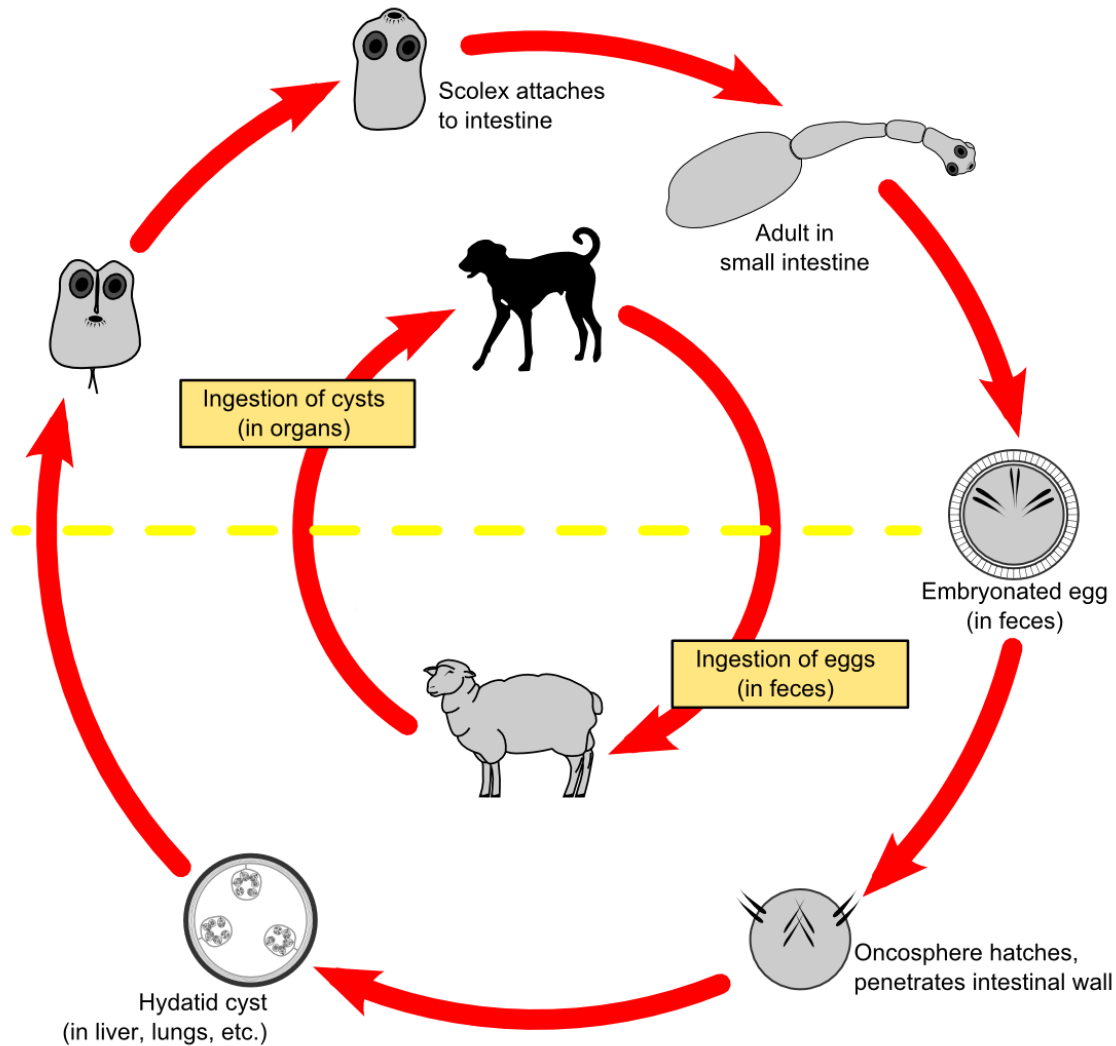 Scolex attaches
to intestine
Adult in
small intestine
Ingestion of cysts
(in organs)
Embryonated egg
(in feces)
Ingestion of eggs
(in feces)
Oncosphere hatches,
penetrates intestinal wall
Hydatid cyst
(in liver, lungs, etc.)